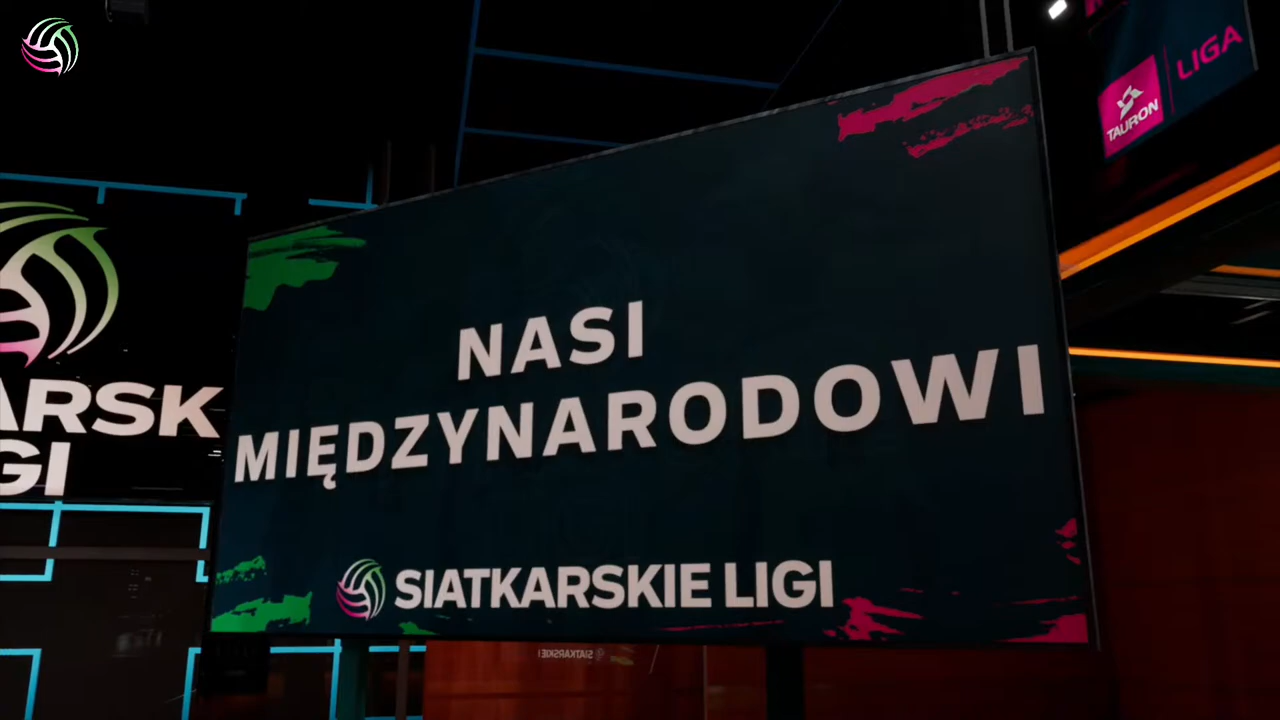 TAURON
LIGA
ARSK
GI
NASI
MIĘDZYNARODOWI
SIATKARSKIE LIGI